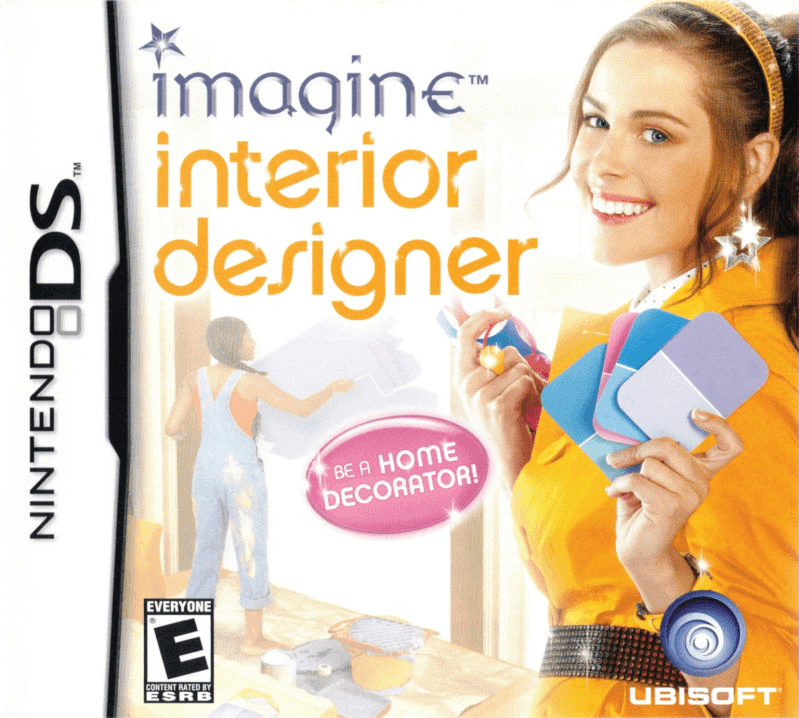 NINTENDO DS™
imagine™
interior
designer
BE A HOME
DECORATOR!
EVERYONE
E
®
CONTENT RATED BY
ESRB
UBISOFT